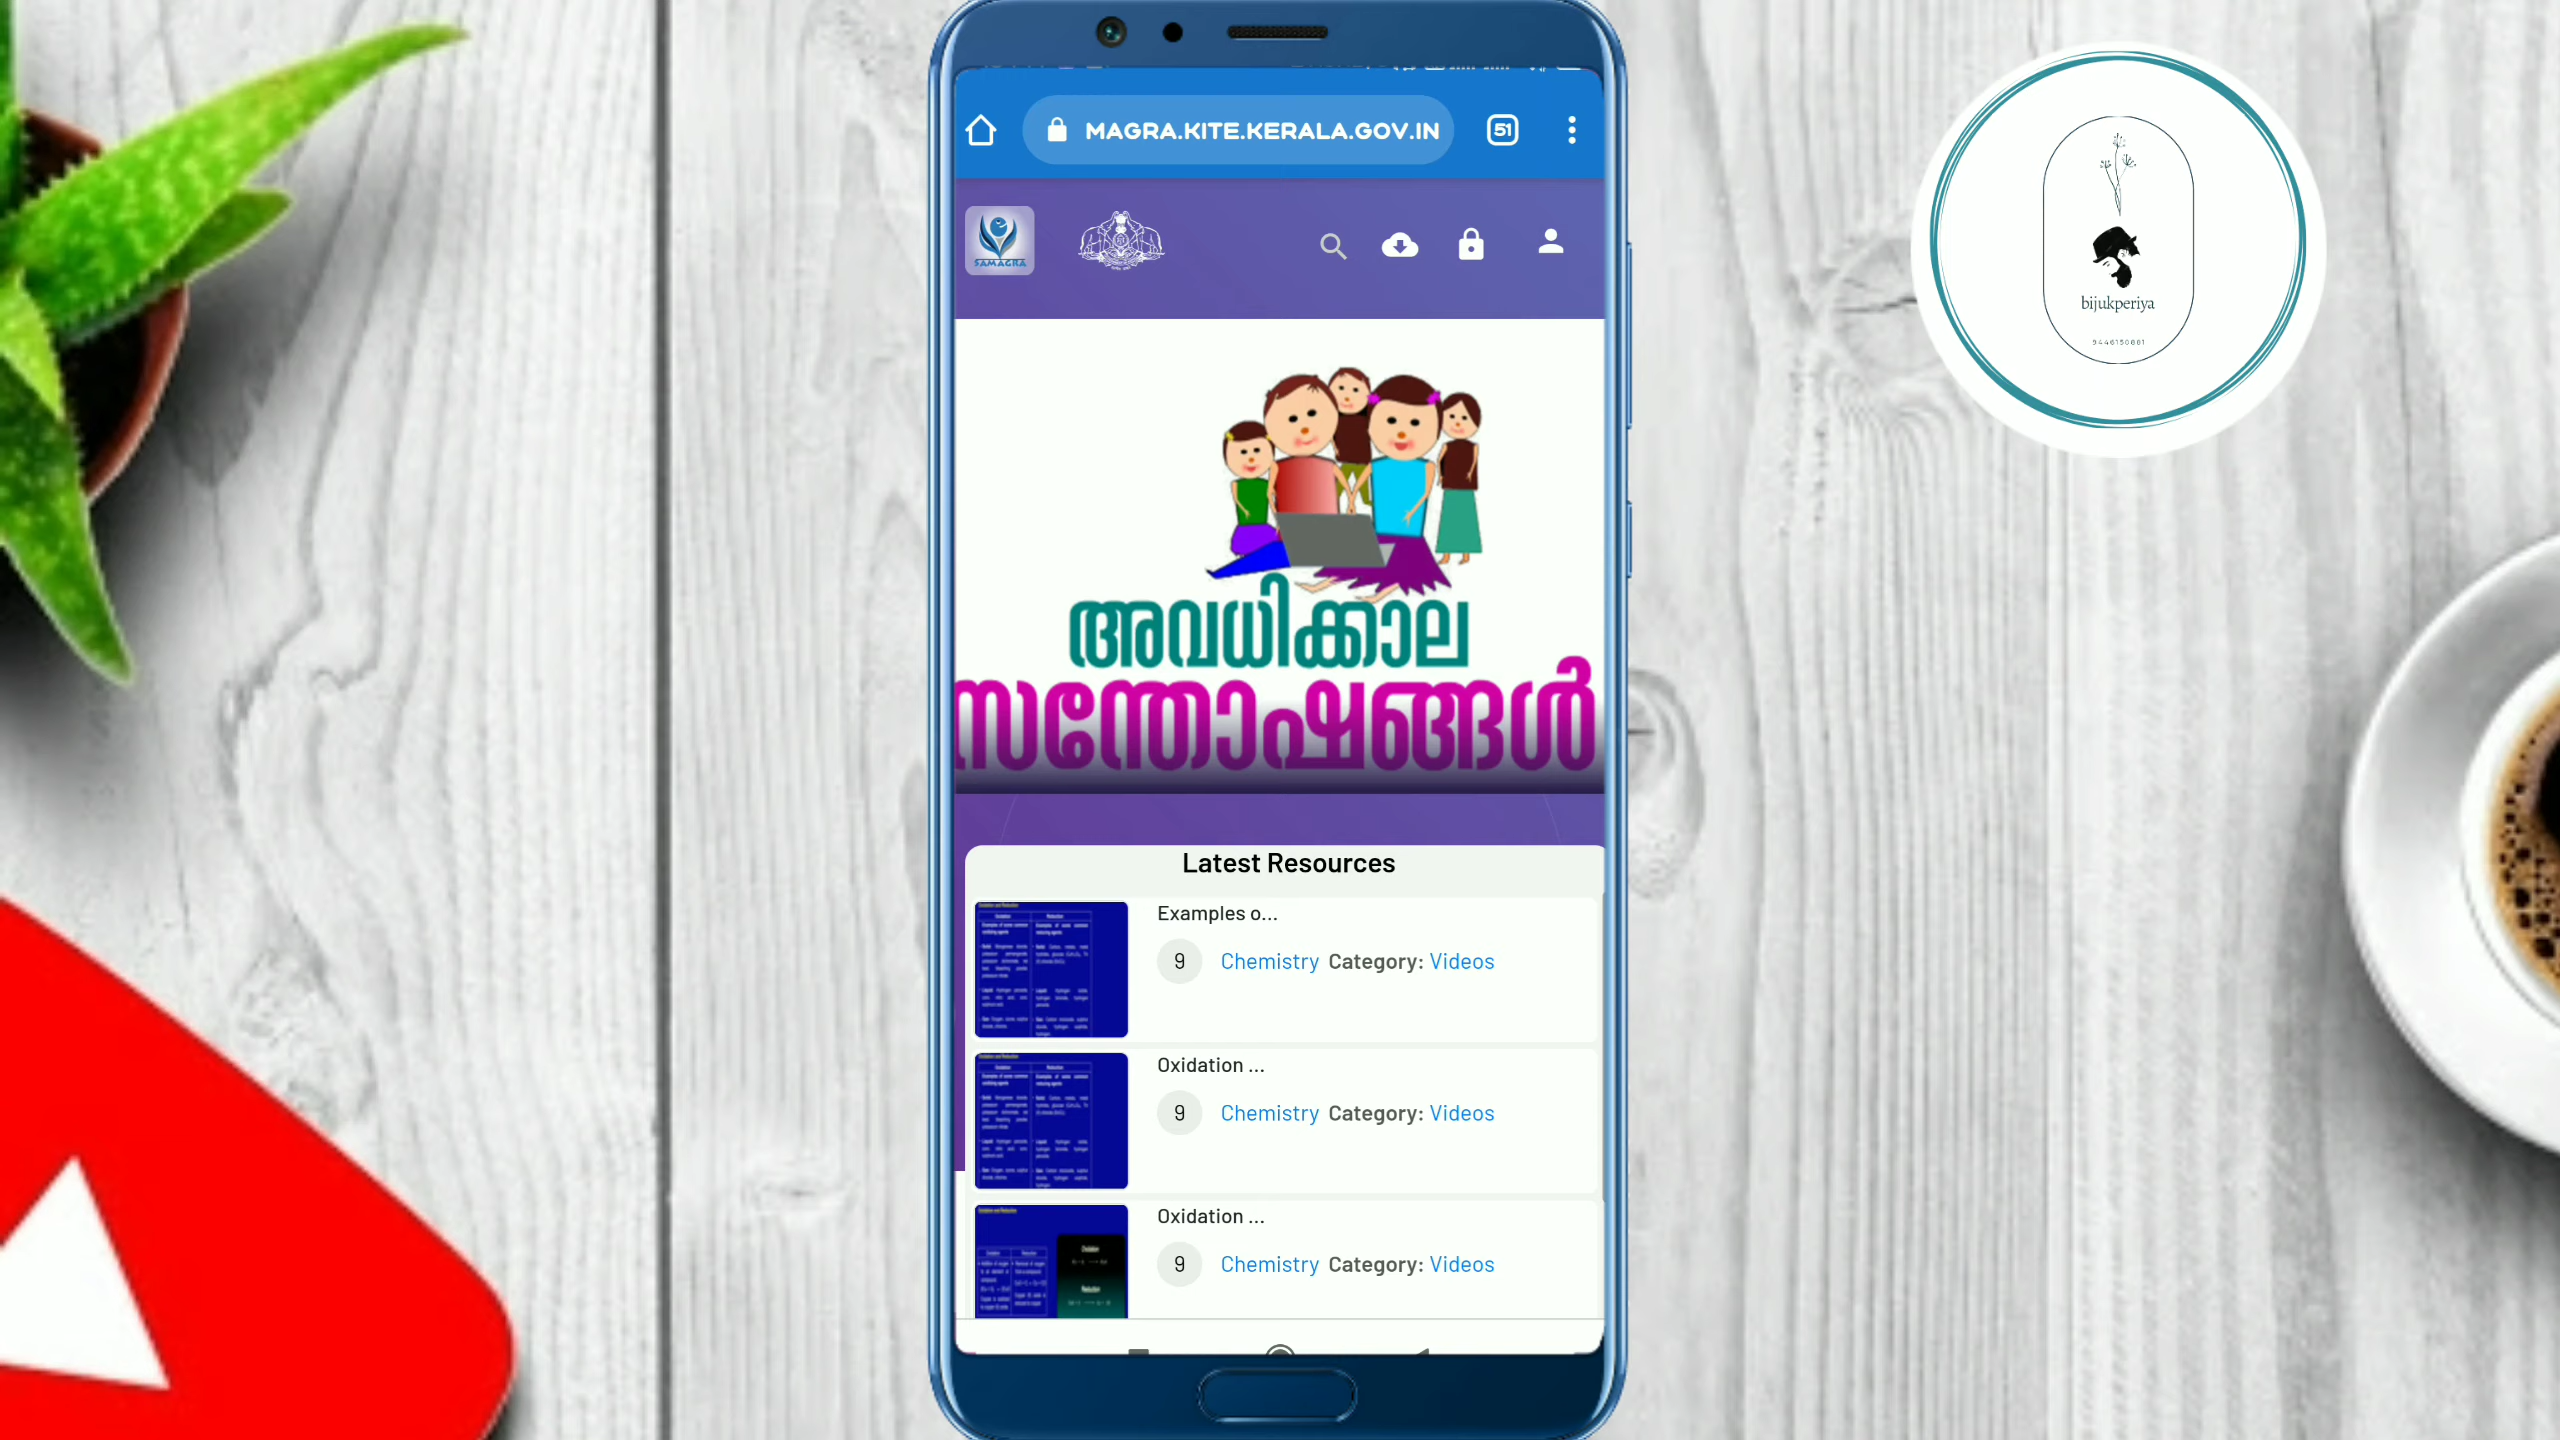 MAGRA.KITE.KERALA.GOV.IN
51
SAMAGRA
അവധിക്കാല
സന്തോഷങ്ങൾ
Latest Resources
Examples o...
9 Chemistry Category: Videos
Oxidation ...
9 Chemistry Category: Videos
Oxidation ...
9 Chemistry Category: Videos
bijukperiya
9446150861